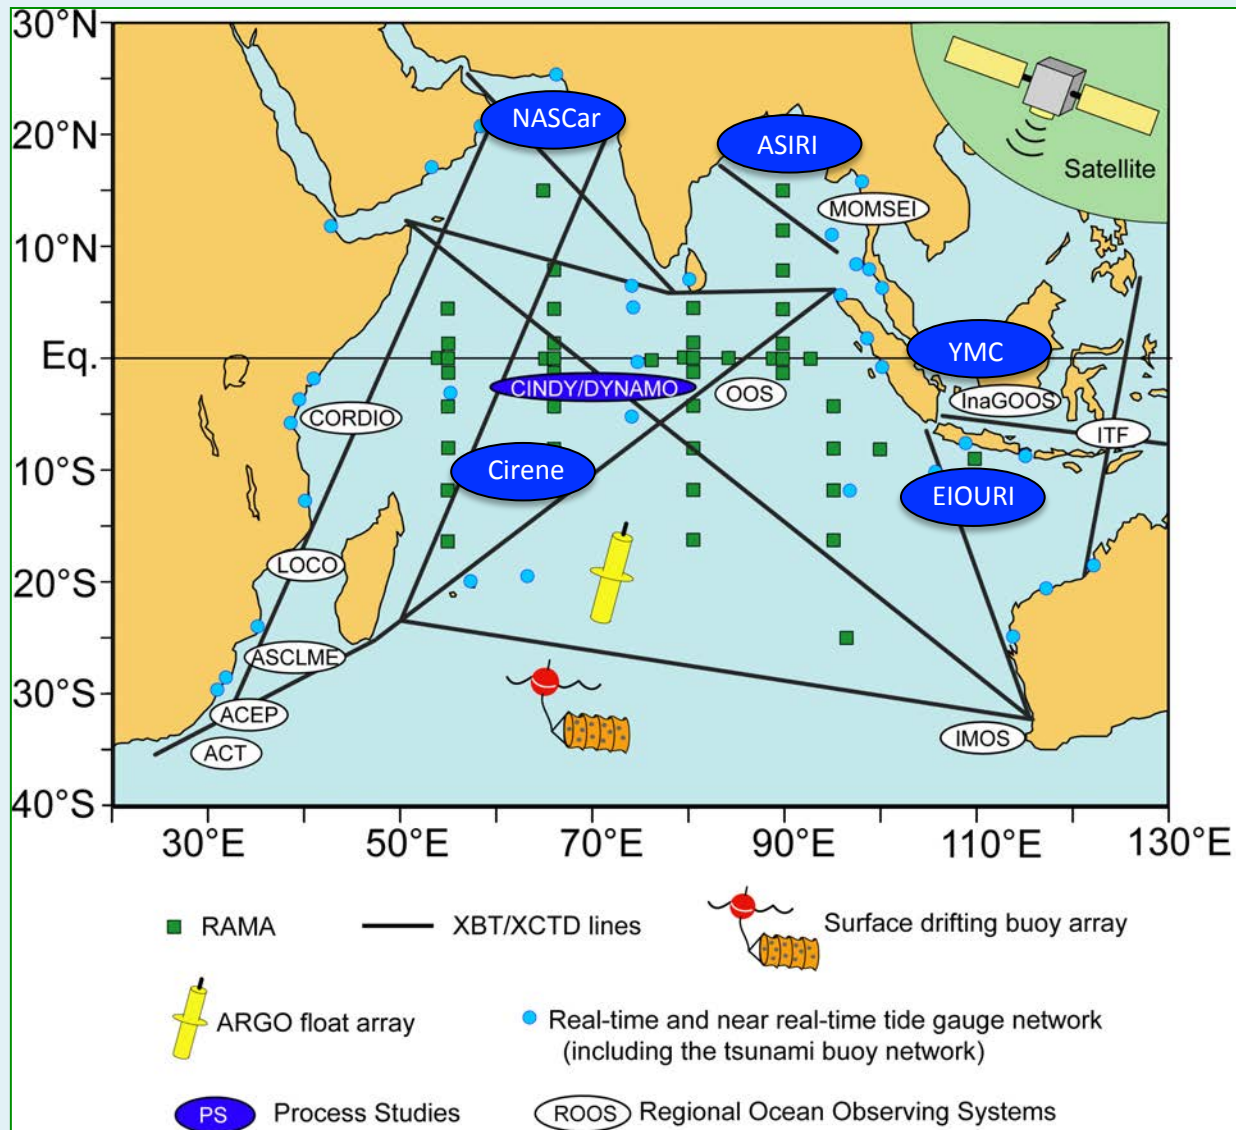 30°N
20°N
10°N
Eq.
10°S
20°S
30°S
40°S
30°E
50°E
70°E
90°E
110°E
130°E
NASCar
ASIRI
Satellite
MOMSEI
YMC
CINDY/DYNAMO
OOS
InaGOOS
CORDIO
ITF
Cirene
EIOURI
LOCO
ASCLME
ACEP
ACT
IMOS
RAMA
XBT/XCTD lines
Surface drifting buoy array
ARGO float array
Real-time and near real-time tide gauge network
(including the tsunami buoy network)
PS
Process Studies
ROOS
Regional Ocean Observing Systems